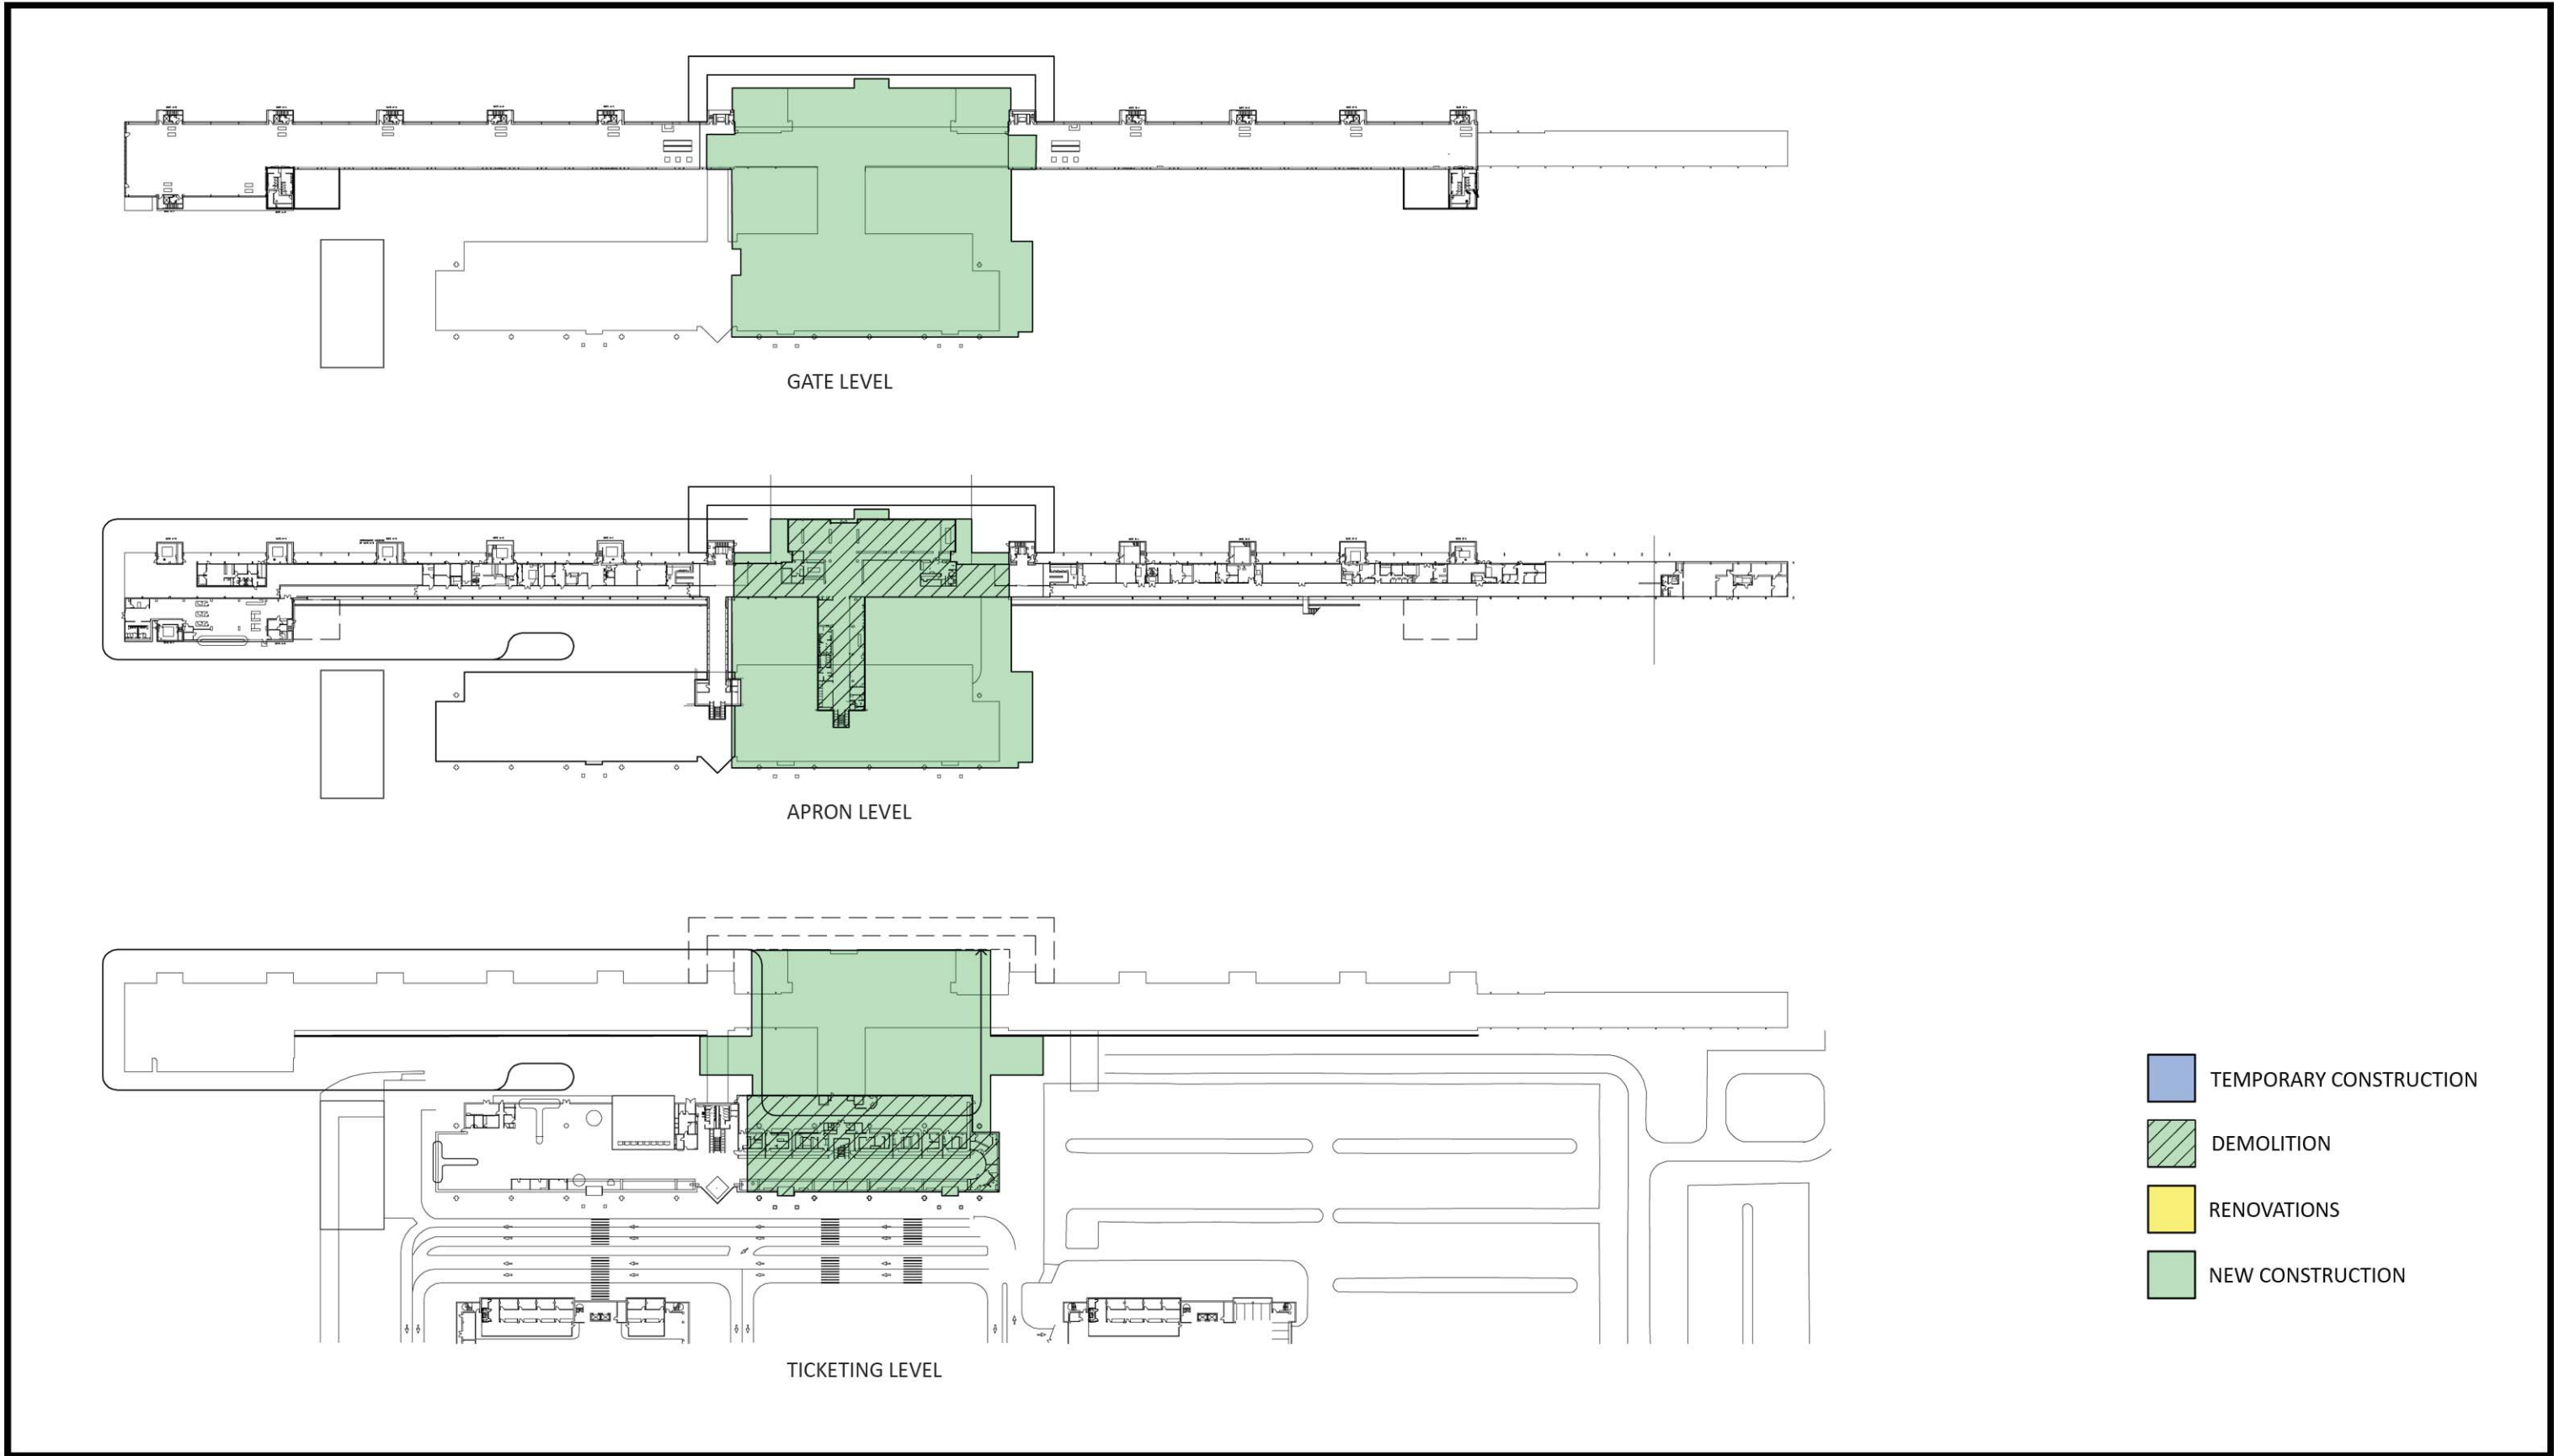 GATE LEVEL
APRON LEVEL
TICKETING LEVEL
TEMPORARY CONSTRUCTION
DEMOLITION
RENOVATIONS
NEW CONSTRUCTION